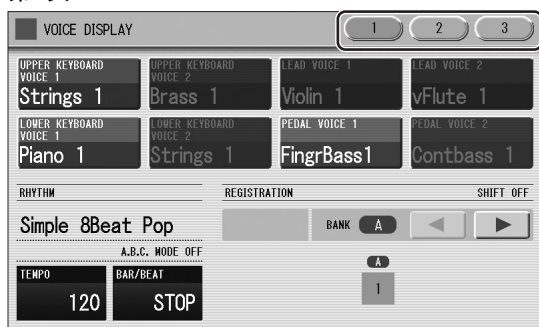 VOICE DISPLAY
1 2 3
UPPER KEYBOARD VOICE 1
Strings 1
UPPER KEYBOARD VOICE 2
Brass 1
LEAD VOICE 1
Violin 1
LEAD VOICE 2
vFlute 1
LOWER KEYBOARD VOICE 1
Piano 1
LOWER KEYBOARD VOICE 2
Strings 1
PEDAL VOICE 1
FingrBass1
PEDAL VOICE 2
Contbass 1
RHYTHM
Simple 8Beat Pop
A.B.C. MODE OFF
TEMPO
120
BAR/BEAT
STOP
REGISTRATION
SHIFT OFF
BANK A
A
1